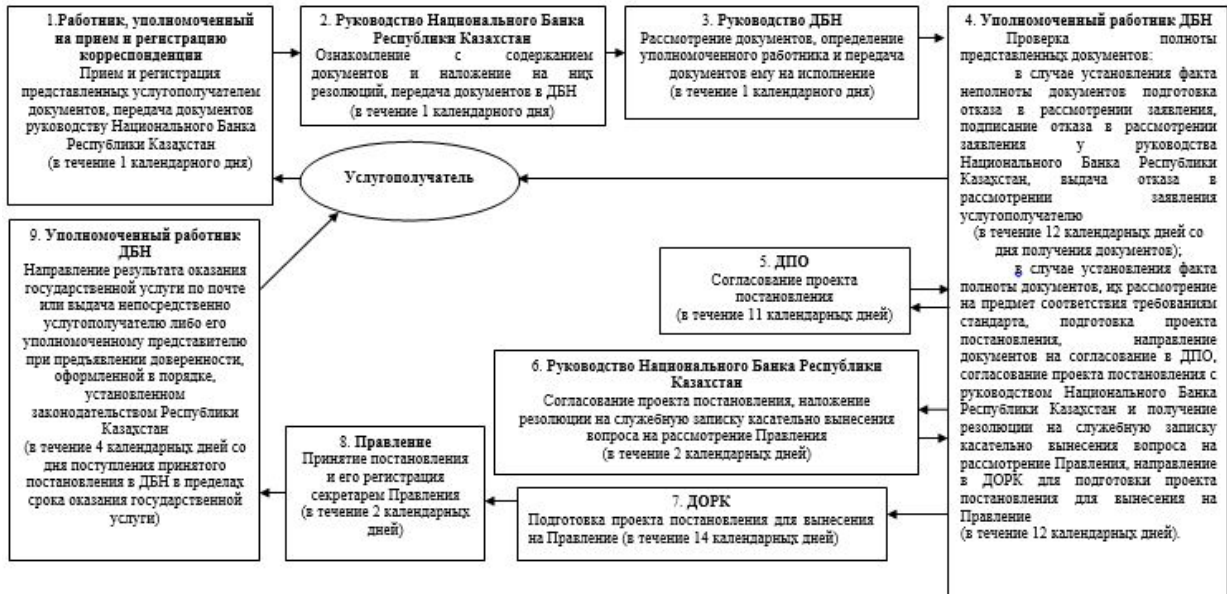 1.Работник, уполномоченный
на прием и регистрацию
корреспонденции
Прием и регистрация
представленных услугополучателем
документов, передача документов
руководству Национального Банка
Республики Казахстан
(в течение 1 календарного дня)
2. Руководство Национального Банка
Республики Казахстан
Ознакомление с содержанием
документов и наложение на них
резолюций, передача документов в ДБН
(в течение 1 календарного дня)
3. Руководство ДБН
Рассмотрение документов, определение
уполномоченного работника и передача
документов ему на исполнение
(в течение 1 календарного дня)
4. Уполномоченный работник ДБН
Проверка полноты
представленных документов:
в случае установления факта
неполноты документов подготовка
отказа в рассмотрении заявления,
подписание отказа в рассмотрении
заявления у руководства
Национального Банка Республики
Казахстан, выдача отказа в
рассмотрении заявления
услугополучателю
(в течение 12 календарных дней со
дня получения документов);
в случае установления факта
полноты документов, их рассмотрение
на предмет соответствия требованиям
стандарта, подготовка проекта
постановления, направление
документов на согласование в ДПО,
согласование проекта постановления с
руководством Национального Банка
Республики Казахстан и получение
резолюции на служебную записку
касательно вынесения вопроса на
рассмотрение Правления, направление
в ДОРК для подготовки проекта
постановления для вынесения на
Правление
(в течение 12 календарных дней).
Услугополучатель
5. ДПО
Согласование проекта
постановления
(в течение 11 календарных дней)
6. Руководство Национального Банка Республики
Казахстан
Согласование проекта постановления, наложение
резолюции на служебную записку касательно вынесения
вопроса на рассмотрение Правления
(в течение 2 календарных дней)
7. ДОРК
Подготовка проекта постановления для вынесения
на Правление (в течение 14 календарных дней)
8. Правление
Принятие постановления
и его регистрация
секретарем Правления
(в течение 2 календарных
дней)
9. Уполномоченный работник
ДБН
Направление результата оказания
государственной услуги по почте
или выдача непосредственно
услугополучателю либо его
уполномоченному представителю
при предъявлении доверенности,
оформленной в порядке,
установленном
законодательством Республики
Казахстан
(в течение 4 календарных дней со
дня поступления принятого
постановления в ДБН в пределах
срока оказания государственной
услуги)